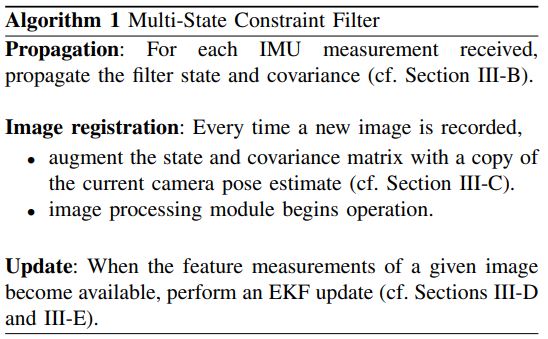 Algorithm 1 Multi-State Constraint Filter
Propagation: For each IMU measurement received,
propagate the filter state and covariance (cf. Section III-B).
Image registration: Every time a new image is recorded,
• augment the state and covariance matrix with a copy of
the current camera pose estimate (cf. Section III-C).
• image processing module begins operation.
Update: When the feature measurements of a given image
become available, perform an EKF update (cf. Sections III-D
and III-E).